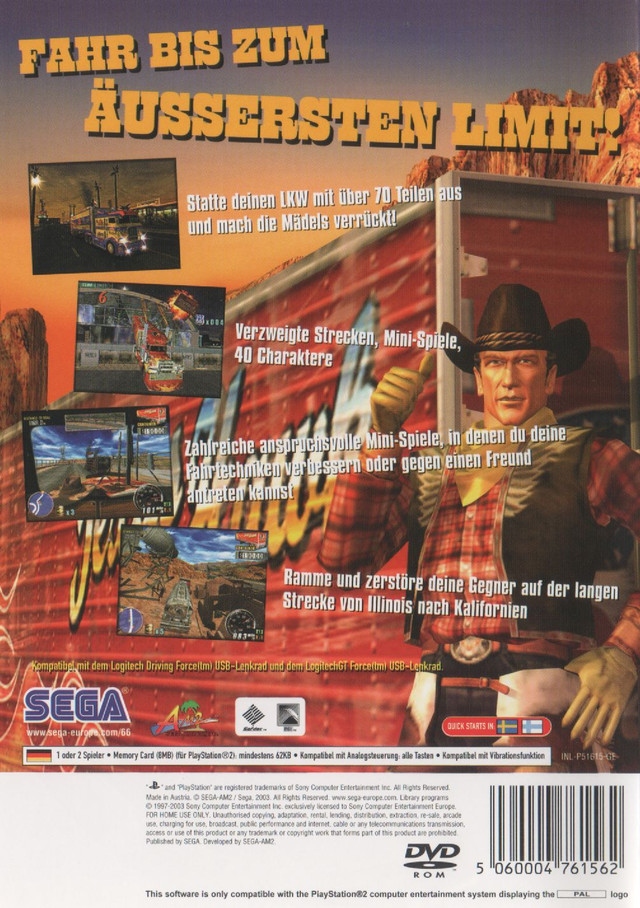 FAHR BIS ZUM
ÄUSSERSTEN LIMIT!
Statte deinen LKW mit über 70 Teilen aus
und mach die Mädels verrückt!
Verzweigte Strecken, Mini-Spiele,
40 Charaktere
Zahlreiche anspruchsvolle Mini-Spiele, in denen du deine
Fahrtechniken verbessern oder gegen einen Freund
antreten kannst
Ramme und zerstöre deine Gegner auf der langen
Strecke von Illinois nach Kalifornien
Kompatibel mit dem Logitech Driving Force(tm) USB-Lenkrad und dem LogitechGT Force(tm) USB-Lenkrad.
SEGA®
www.sega-europe.com/66
QUICK STARTS IN:
1 oder 2 Spieler • Memory Card (8MB) (für PlayStation®2): mindestens 62KB • Kompatibel mit Analogsteuerung: alle Tasten • Kompatibel mit Vibrationsfunktion
INL-P51615-GE
" and "PlayStation" are registered trademarks of Sony Computer Entertainment Inc. All Rights Reserved.
Made in Austria. © SEGA-AM2 / Sega, 2003. All Rights Reserved. www.sega-europe.com. Library programs
© 1997-2003 Sony Computer Entertainment Inc. exclusively licensed to Sony Computer Entertainment Europe.
FOR HOME USE ONLY. Unauthorised copying, adaptation, rental, lending, distribution, extraction, re-sale, arcade
use, charging for use, broadcast, public performance and internet, cable or any telecommunications transmission,
access or use of this product or any trademark or copyright work that forms part of this product are prohibited.
Published by SEGA. Developed by SEGA-AM2.
DVD
ROM
5 060004 761562
This software is only compatible with the PlayStation®2 computer entertainment system displaying the PAL logo